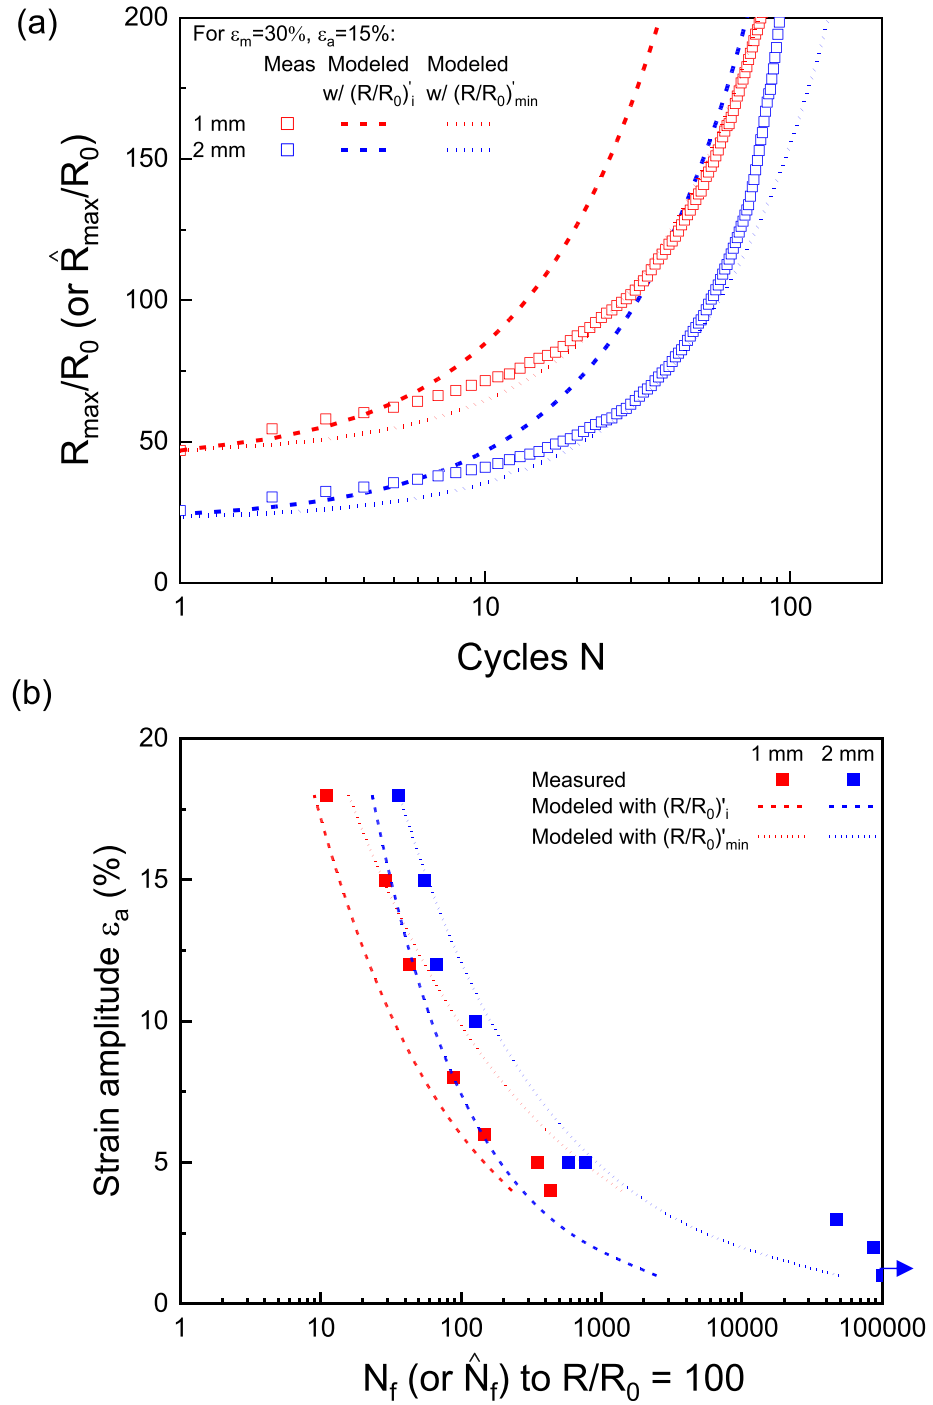 (a)
For εm=30%, εa=15%:
Meas Modeled Modeled
w/ (R/R0)'i w/ (R/R0)'min
1 mm
2 mm
200
150
100
50
0
Rmax/R0 (or R̂max/R0)
1 10 100
Cycles N
(b)
20
15
10
5
0
Strain amplitude εa (%)
1 mm 2 mm
Measured
Modeled with (R/R0)'i
Modeled with (R/R0)'min
1 10 100 1000 10000 100000
Nf (or N̂f) to R/R0 = 100